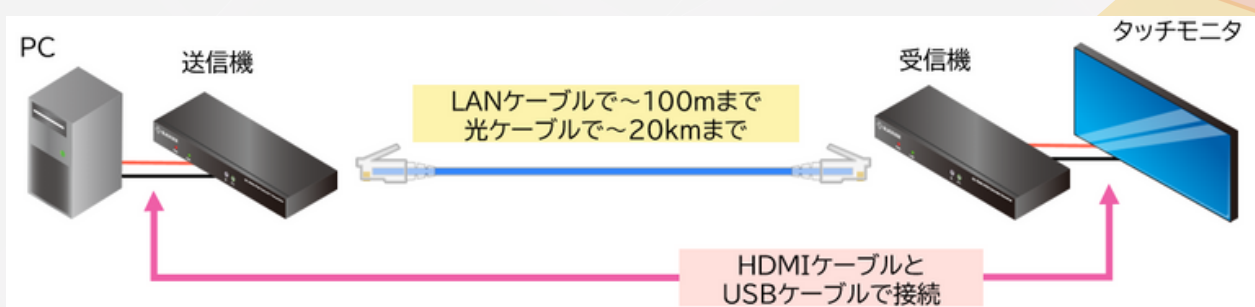 PC
送信機
受信機
タッチモニタ
LANケーブルで～100mまで
光ケーブルで～20kmまで
HDMIケーブルと
USBケーブルで接続